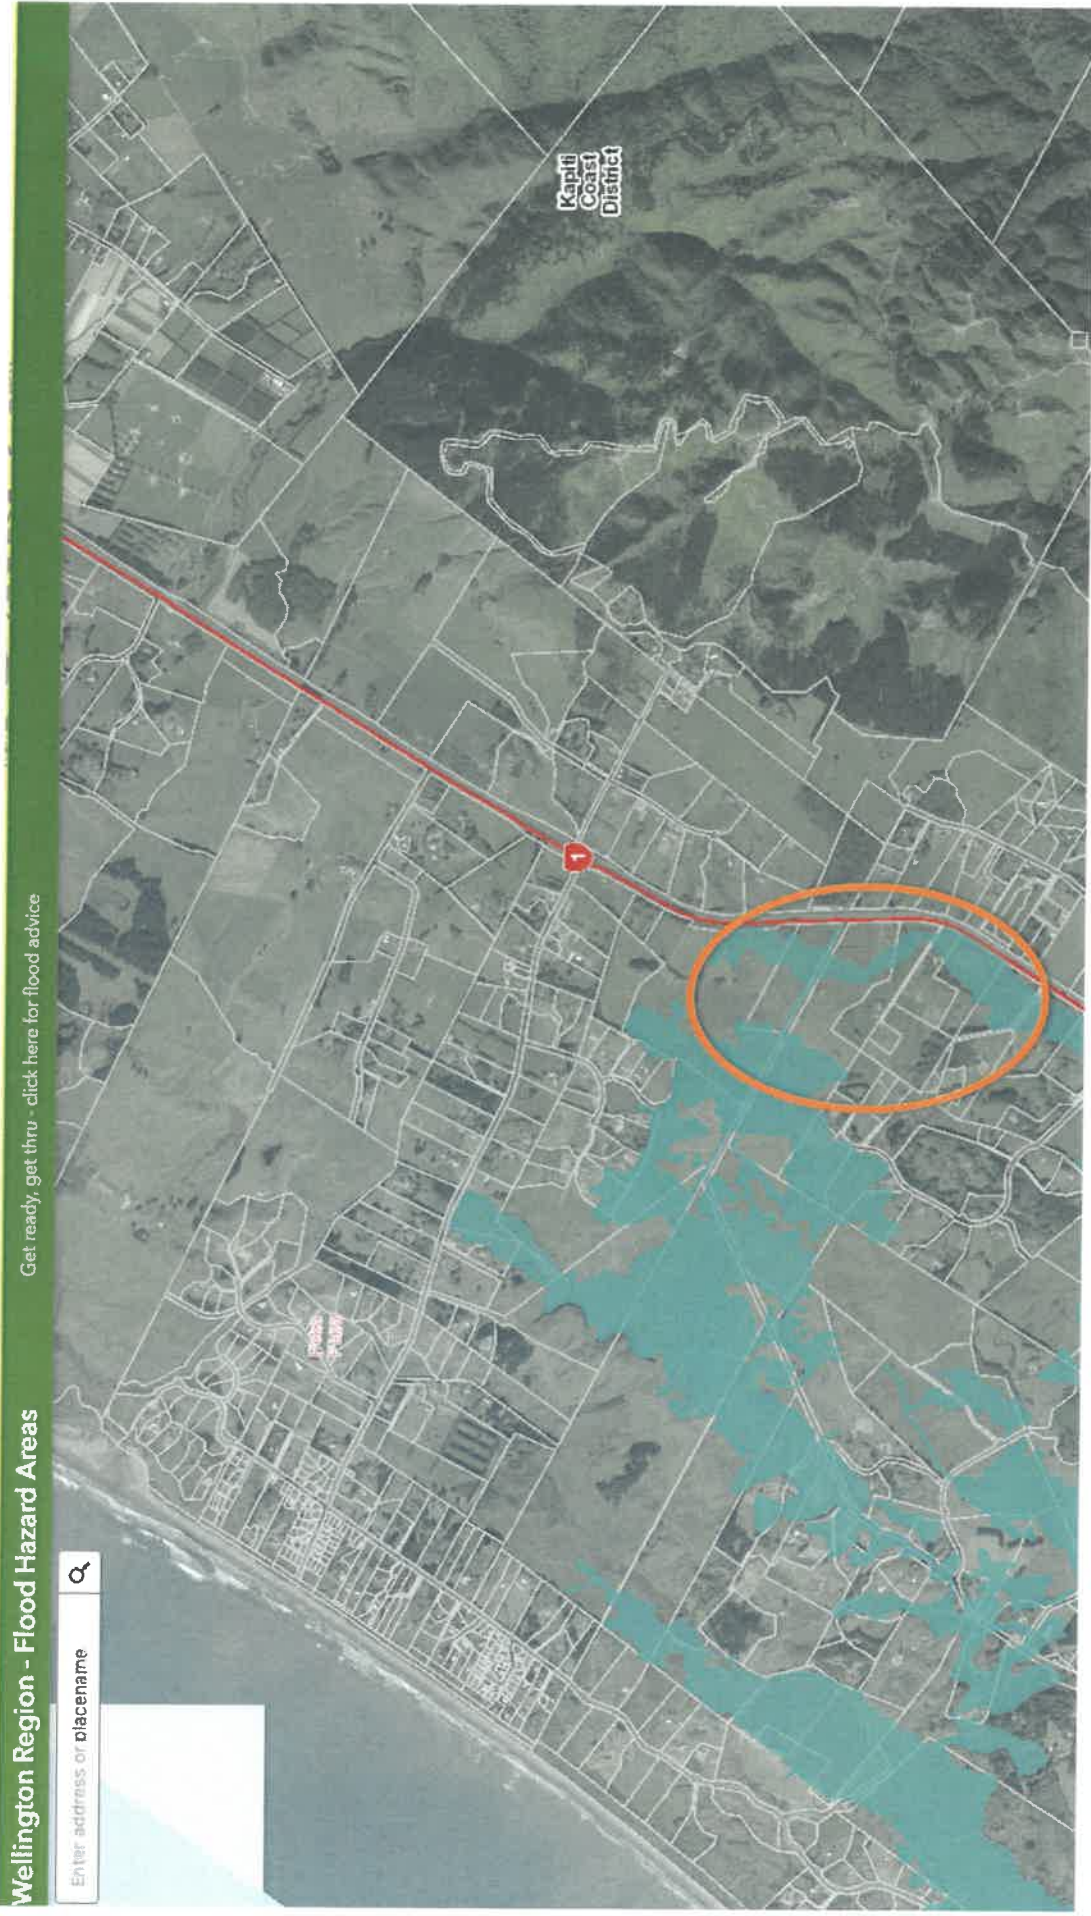 Wellington Region - Flood Hazard Areas
Get ready, get thru - click here for flood advice
Enter address or placename
Kapiti
Coast
District
1